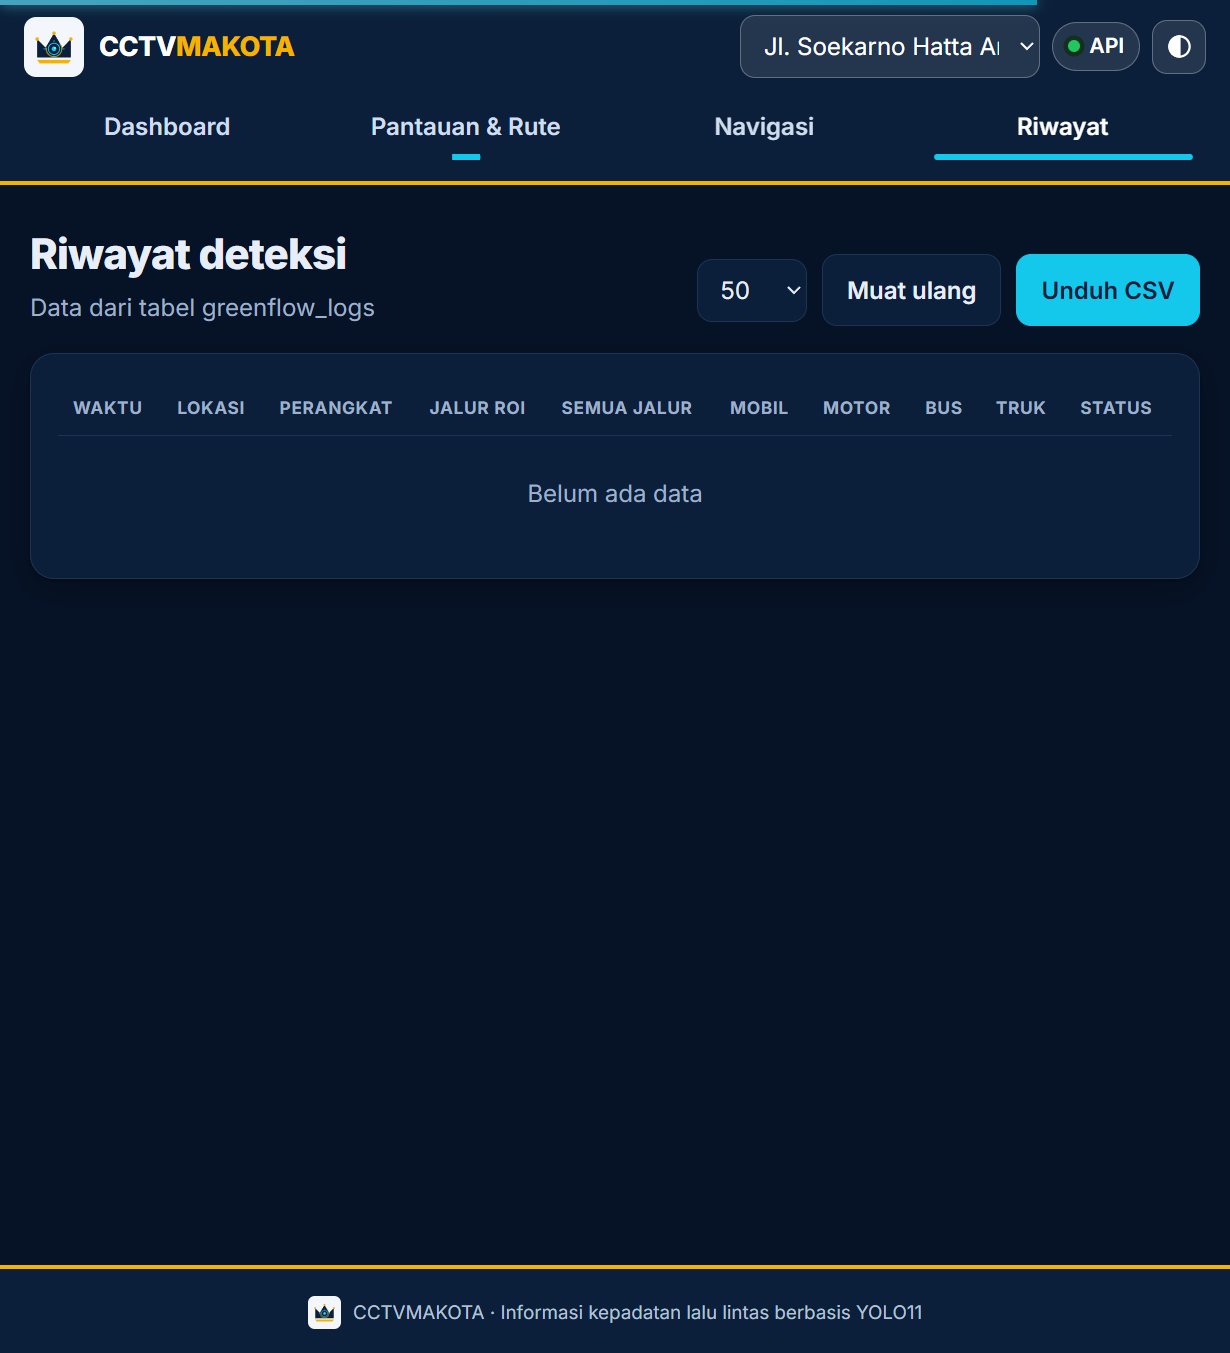 CCTVMAKOTA
Jl. Soekarno Hatta
API
Dashboard
Pantauan & Rute
Navigasi
Riwayat
Riwayat deteksi
Data dari tabel greenflow_logs
50
Muat ulang
Unduh CSV
WAKTU LOKASI PERANGKAT JALUR ROI SEMUA JALUR MOBIL MOTOR BUS TRUK STATUS
Belum ada data
CCTVMAKOTA · Informasi kepadatan lalu lintas berbasis YOLO11